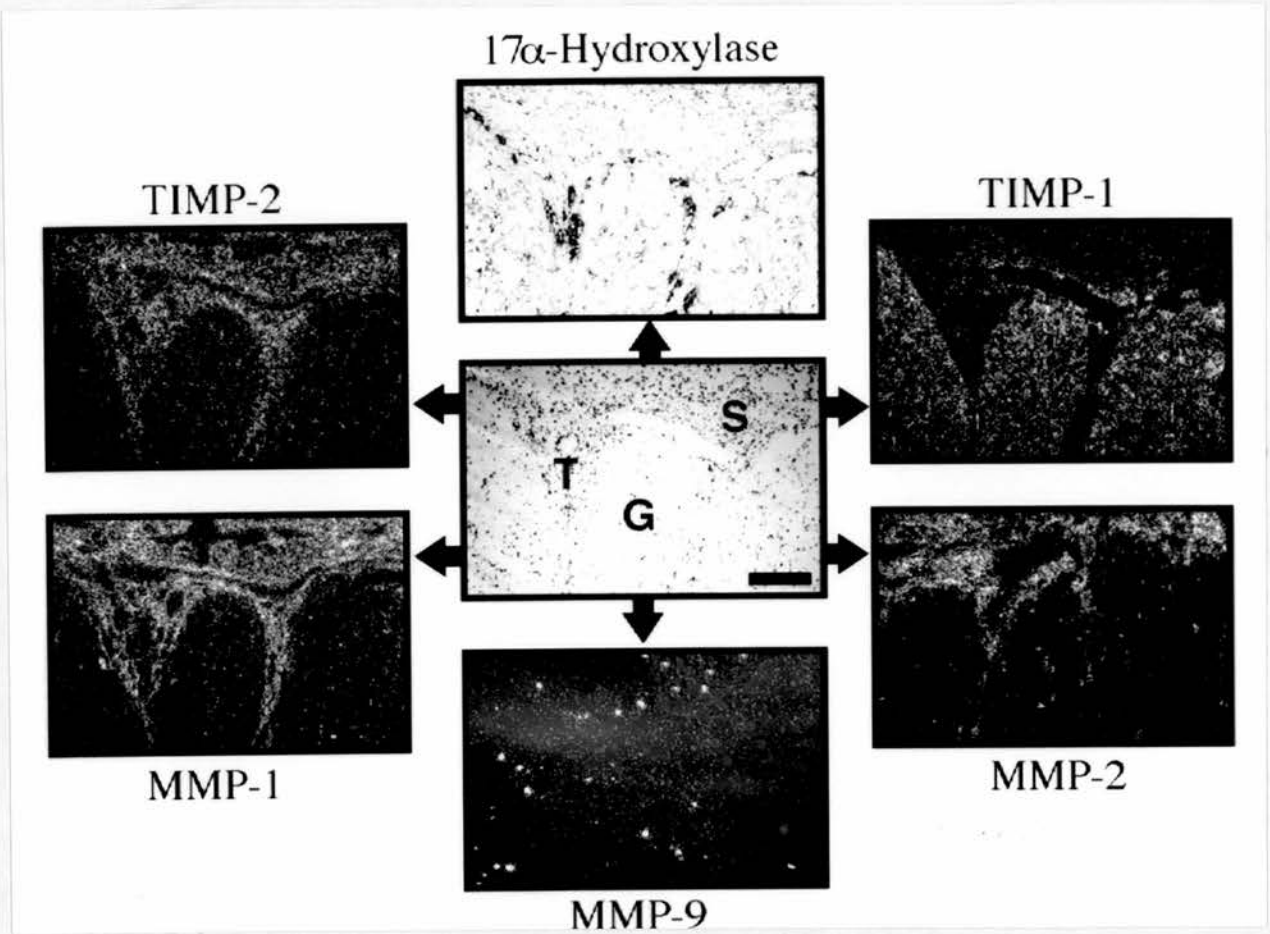 17α-Hydroxylase
TIMP-2
TIMP-1
S
T
G
MMP-1
MMP-2
MMP-9